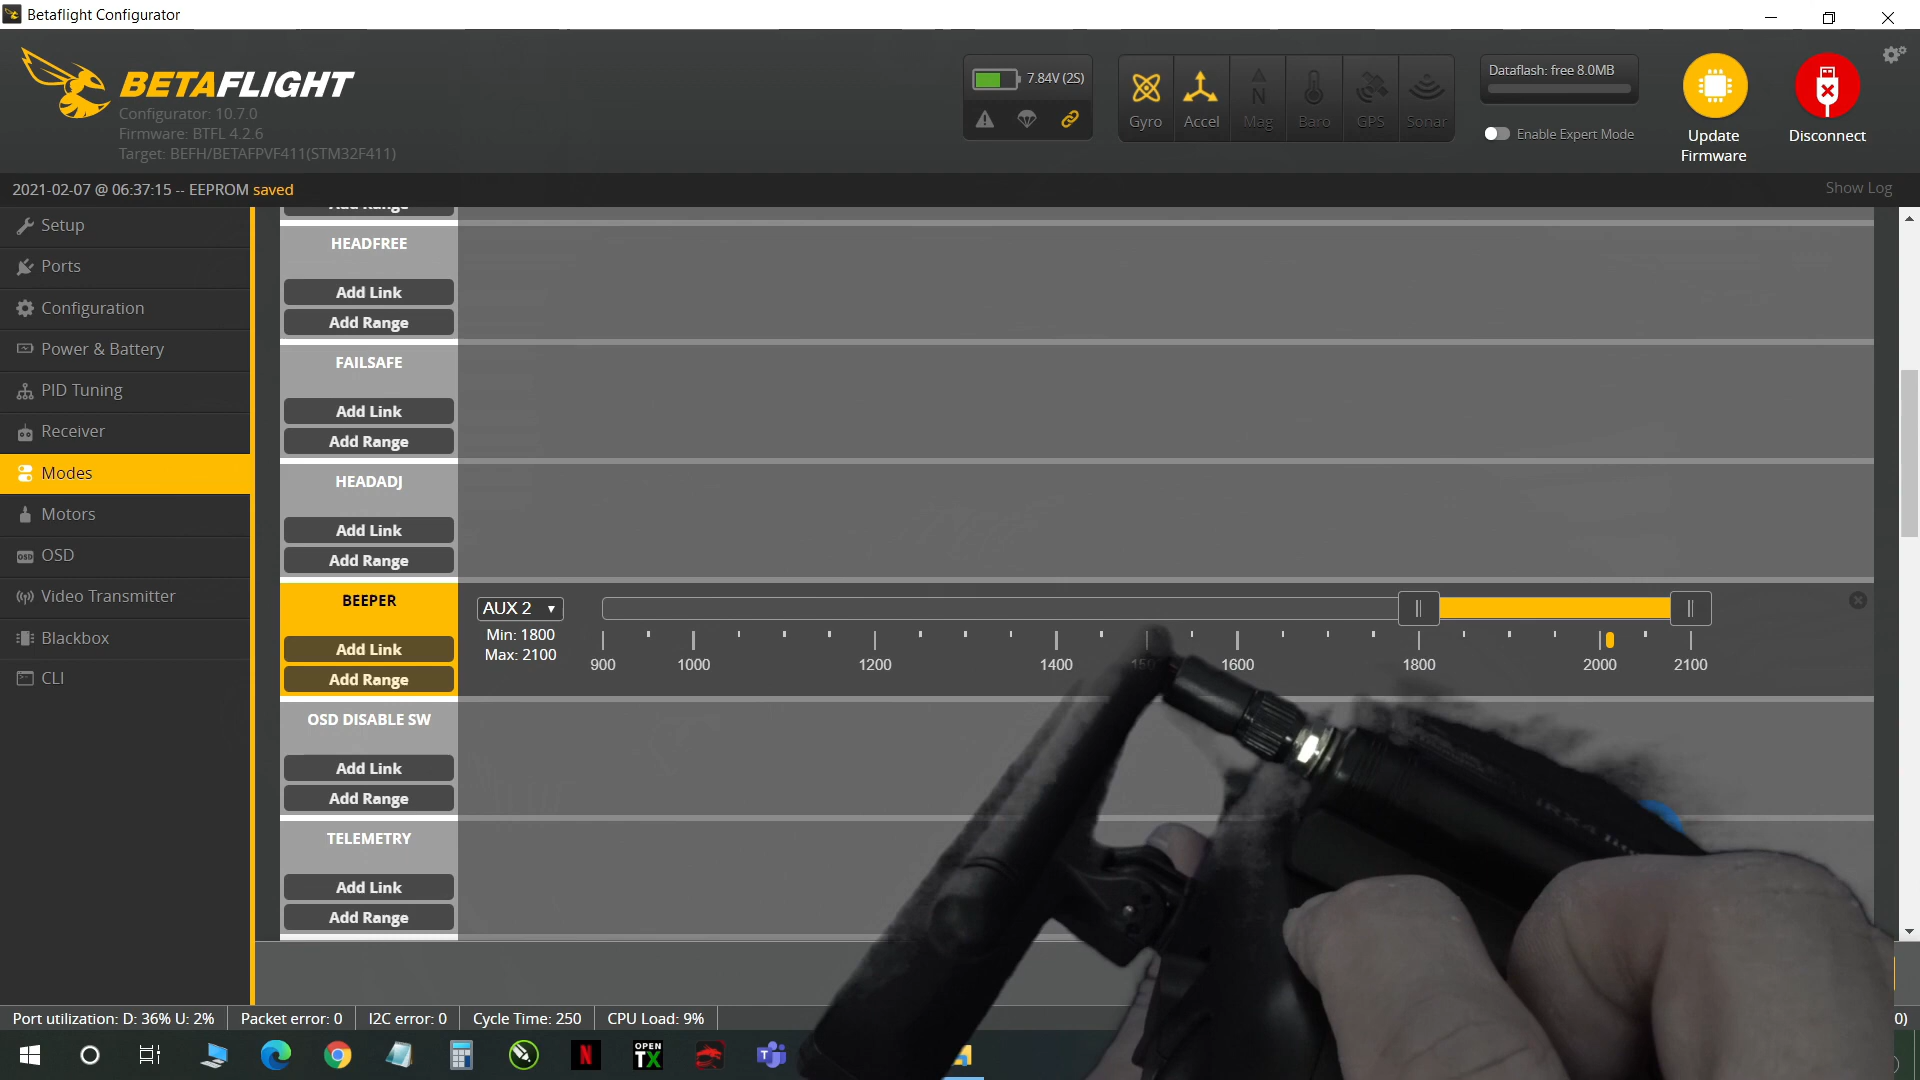 Betaflight Configurator
BETAFLIGHT
Configurator: 10.7.0
Firmware: BTFL 4.2.6
Target: BEFH/BETAFPVF411(STM32F411)
7.84V (2S)
Gyro
Accel
Mag
Baro
GPS
Sonar
Dataflash: free 8.0MB
Enable Expert Mode
Update
Firmware
Disconnect
2021-02-07 @ 06:37:15 -- EEPROM saved
Show Log
Setup
Ports
Configuration
Power & Battery
PID Tuning
Receiver
Modes
Motors
OSD
Video Transmitter
Blackbox
CLI
Add Range
HEADFREE
Add Link
Add Range
FAILSAFE
Add Link
Add Range
HEADADJ
Add Link
Add Range
BEEPER
Add Link
Add Range
AUX 2
Min: 1800
Max: 2100
900 1000 1200 1400 1600 1800 2000 2100
OSD DISABLE SW
Add Link
Add Range
TELEMETRY
Add Link
Add Range
Port utilization: D: 36% U: 2%
Packet error: 0
I2C error: 0
Cycle Time: 250
CPU Load: 9%
0)
N
OPEN
TX